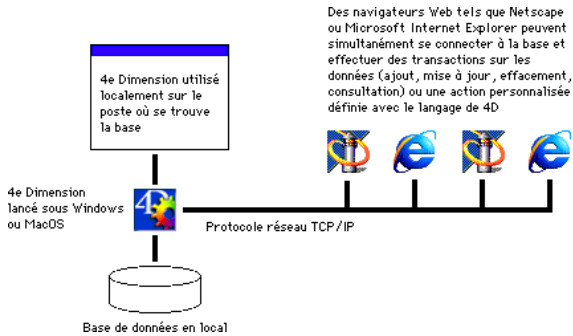 Des navigateurs Web tels que Netscape
ou Microsoft Internet Explorer peuvent
simultanément se connecter à la base et
effectuer des transactions sur les
données (ajout, mise à jour, effacement,
consultation) ou une action personnalisée
définie avec le langage de 4D
4e Dimension utilisé
localement sur le
poste où se trouve
la base
4e Dimension
lancé sous Windows
ou MacOS
4D
Protocole réseau TCP/IP
Base de données en local